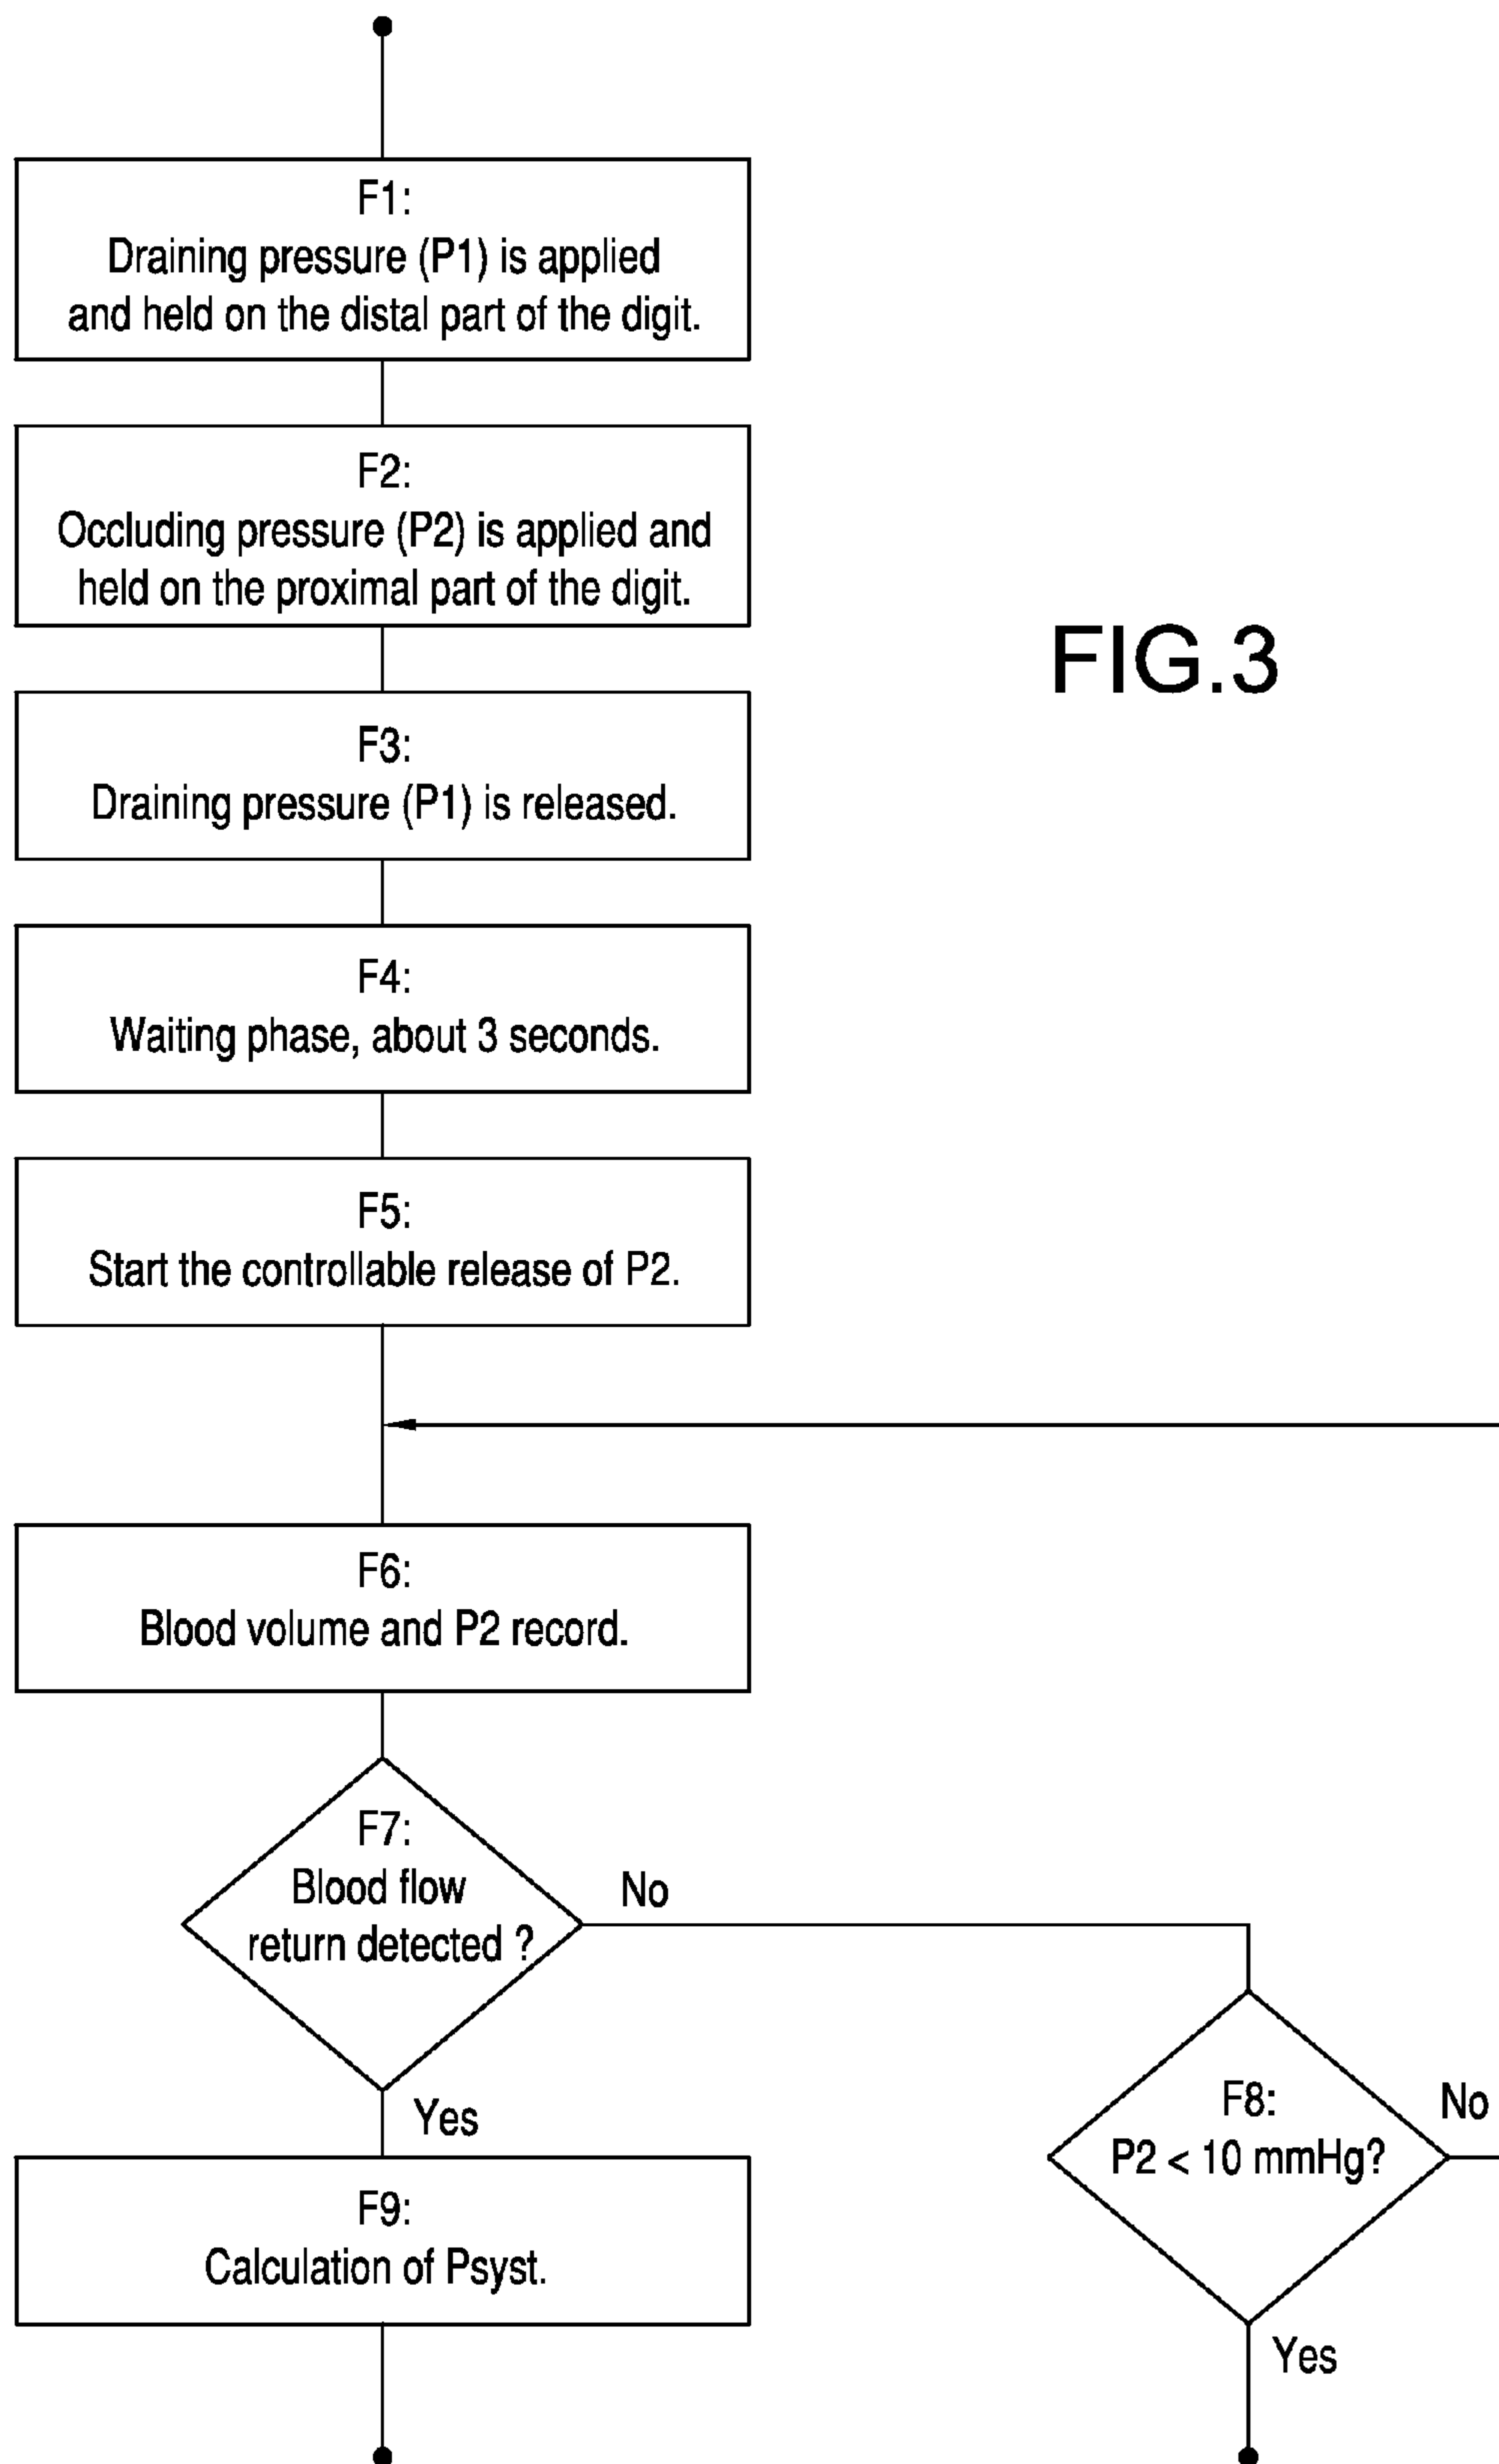 F1:
Draining pressure (P1) is applied
and held on the distal part of the digit.
F2:
Occluding pressure (P2) is applied and
held on the proximal part of the digit.
FIG.3
F3:
Draining pressure (P1) is released.
F4:
Waiting phase, about 3 seconds.
F5:
Start the controllable release of P2.
F6:
Blood volume and P2 record.
F7:
Blood flow
return detected ?
No
Yes
F8:
P2 < 10 mmHg?
No
Yes
F9:
Calculation of Psyst.